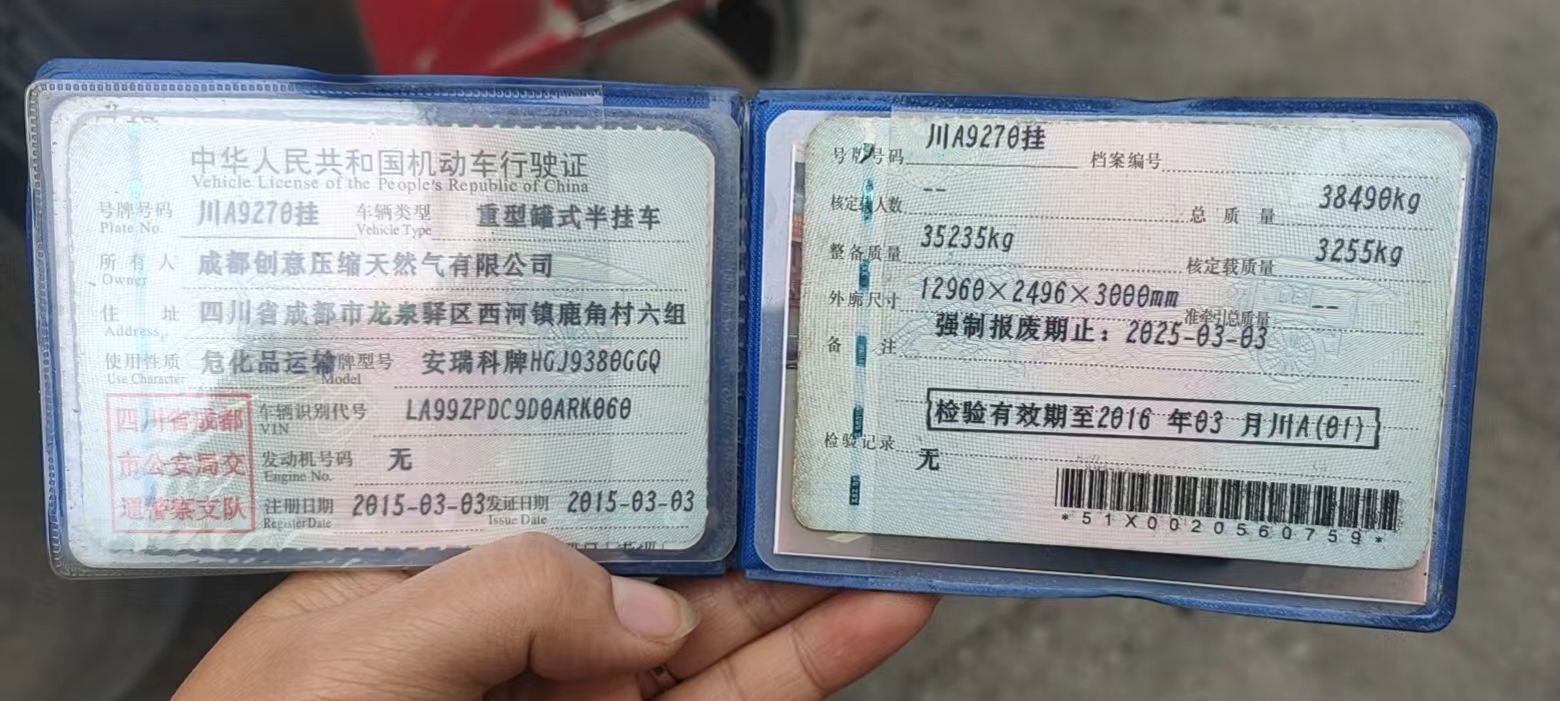 中华人民共和国机动车行驶证
Vehicle License of the People's Republic of China
号牌号码 川A9270挂 车辆类型 重型罐式半挂车
Plate No. Vehicle Type
所有人 成都创意压缩天然气有限公司
Owner
住址 四川省成都市龙泉驿区西河镇鹿角村六组
Address
使用性质 危化品运输 牌型号 安瑞科牌HGJ9380GGQ
Use Character Model
四川省成都
市公安局交
通警察支队
车辆识别代号 LA99ZPDC9D0ARK060
VIN
发动机号码 无
Engine No.
注册日期 2015-03-03 发证日期 2015-03-03
Register Date Issue Date
号牌号码 川A9270挂 档案编号
核定载人数 -- 总质量 38490kg
整备质量 35235kg 核定载质量 3255kg
外廓尺寸 12960×2496×3000mm 准牵引总质量 --
备注 强制报废期止：2025-03-03
检验有效期至2016年03月川A(01)
检验记录 无
*51X0020560759*